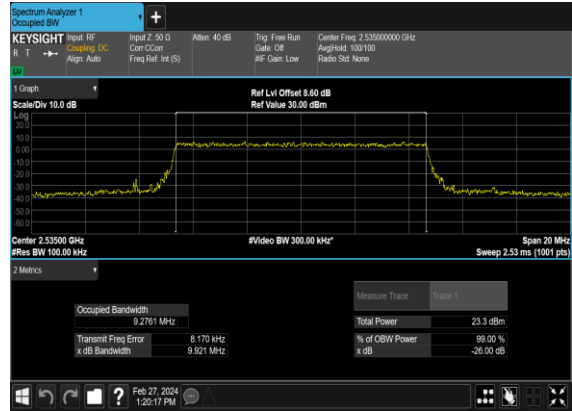 Spectrum Analyzer 1
Occupied BW
KEYSIGHT Input: RF Input Z: 50 Ω Atten: 40 dB Trig: Free Run Center Freq: 2.535000000 GHz
R T Coupling: DC Corr CCorr Gate: Off Avg|Hold: 100/100
Align: Auto Freq Ref: Int (S) #IF Gain: Low Radio Std: None
1 Graph
Ref Lvl Offset 8.60 dB
Scale/Div 10.0 dB Ref Value 30.00 dBm
Log
20.0
10.0
0.00
-10.0
-20.0
-30.0
-40.0
-50.0
-60.0
Center 2.53500 GHz #Video BW 300.00 kHz* Span 20 MHz
#Res BW 100.00 kHz Sweep 2.53 ms (1001 pts)
2 Metrics
Measure Trace Trace 1
Occupied Bandwidth
9.2761 MHz Total Power 23.3 dBm
Transmit Freq Error 8.170 kHz % of OBW Power 99.00 %
x dB Bandwidth 9.921 MHz x dB -26.00 dB
? Feb 27, 2024
1:20:17 PM